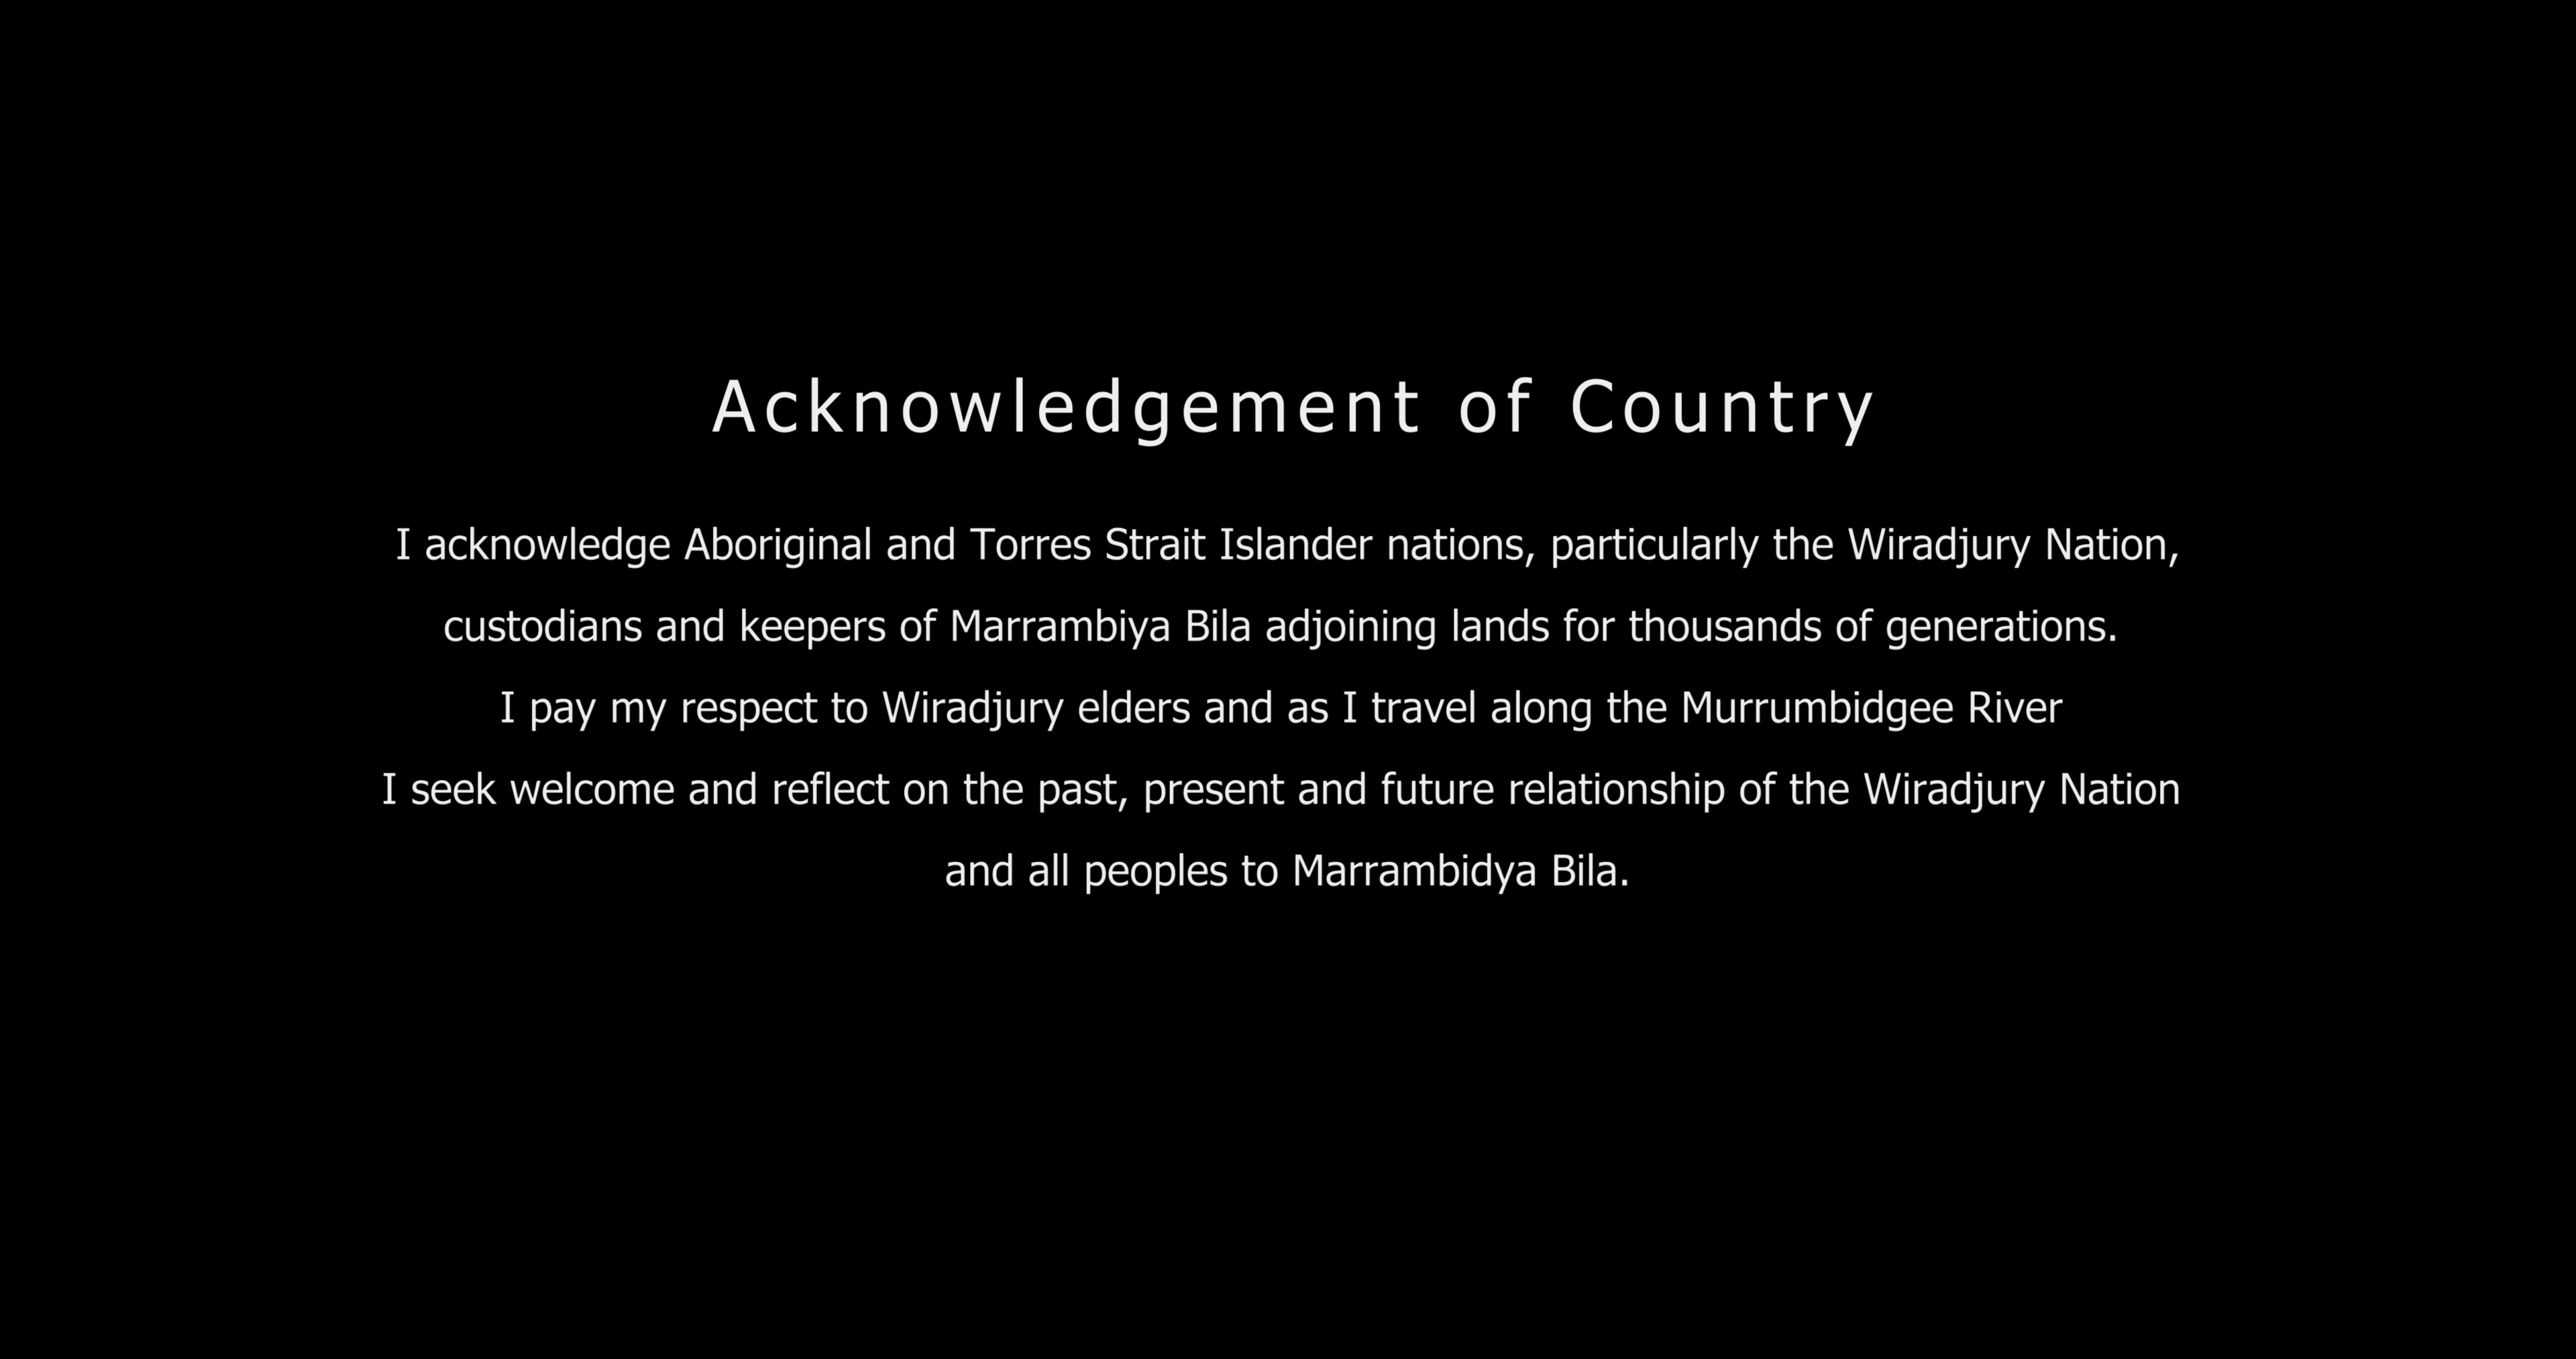 Acknowledgement of Country
I acknowledge Aboriginal and Torres Strait Islander nations, particularly the Wiradjury Nation,
custodians and keepers of Marrambiya Bila adjoining lands for thousands of generations.
I pay my respect to Wiradjury elders and as I travel along the Murrumbidgee River
I seek welcome and reflect on the past, present and future relationship of the Wiradjury Nation
and all peoples to Marrambidya Bila.